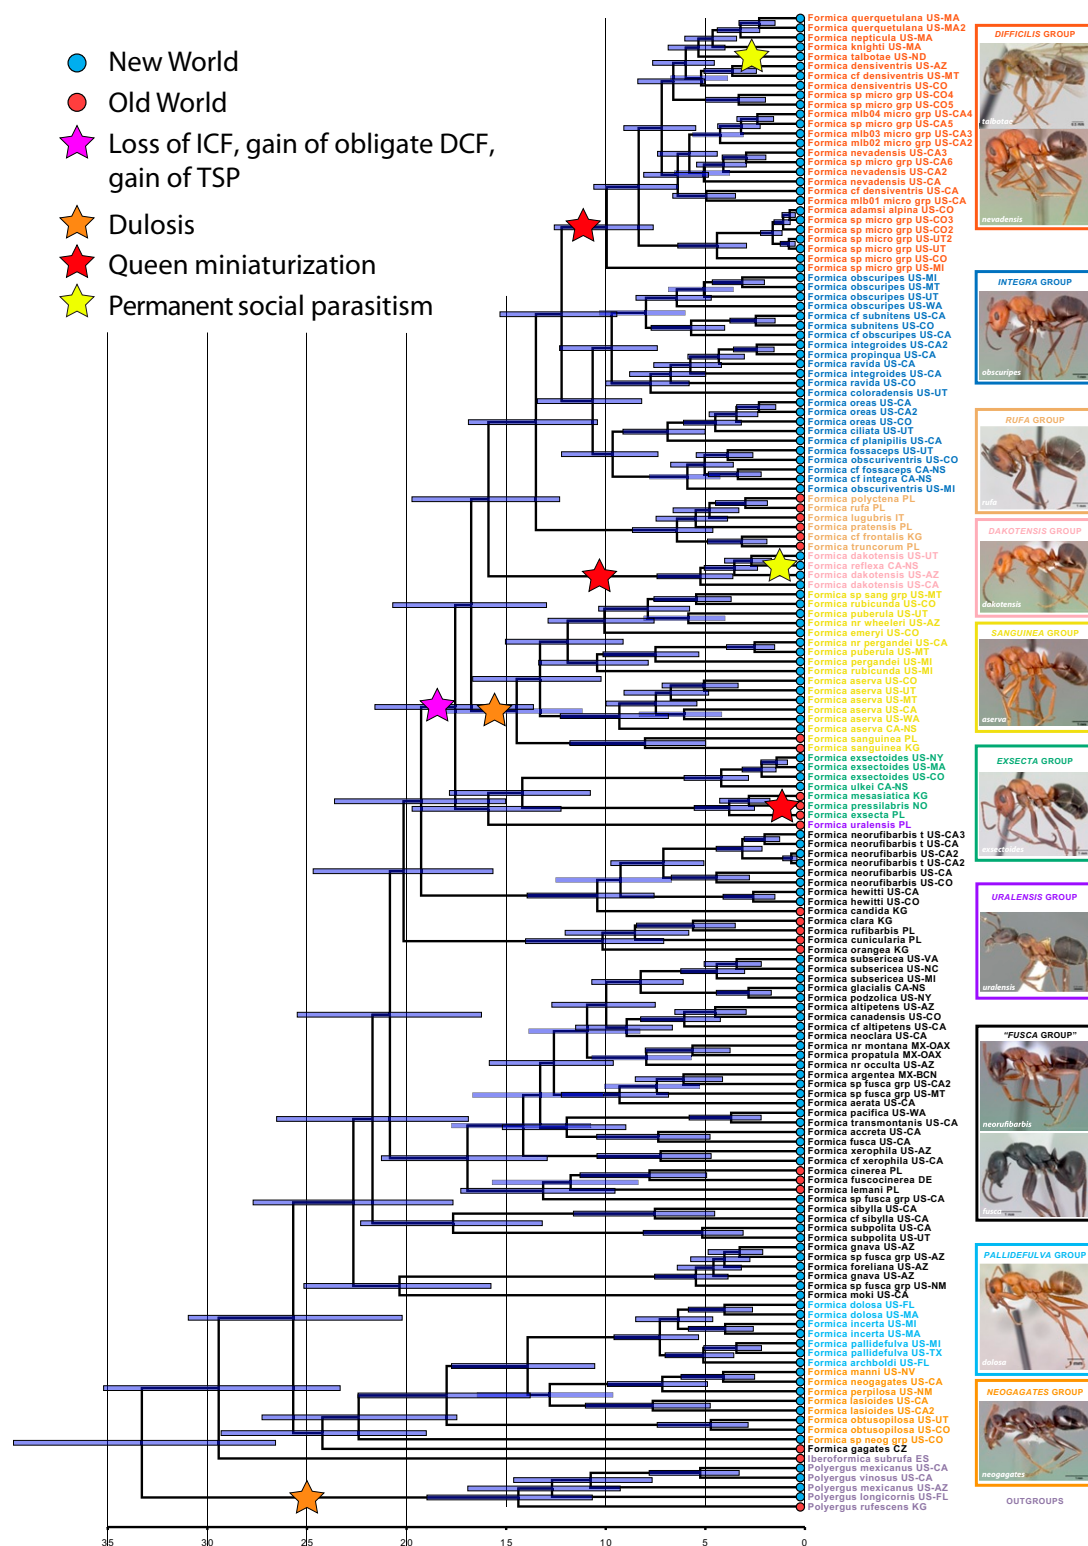 New World
Old World
Loss of ICF, gain of obligate DCF,
gain of TSP
Dulosis
Queen miniaturization
Permanent social parasitism
Formica querquetulana US-MA
Formica querquetulana US-MA2
Formica nepticula US-MA
Formica knighti US-MA
Formica talbotae US-ND
Formica densiventris US-AZ
Formica cf densiventris US-MT
Formica densiventris US-CO
Formica sp micro grp US-CO4
Formica sp micro grp US-CO5
Formica mlb04 micro grp US-CA4
Formica sp micro grp US-CA5
Formica mlb03 micro grp US-CA3
Formica mlb02 micro grp US-CA2
Formica nevadensis US-CA3
Formica sp micro grp US-CA6
Formica nevadensis US-CA2
Formica nevadensis US-CA
Formica cf densiventris US-CA
Formica mlb01 micro grp US-CA
Formica adamsi alpina US-CO
Formica sp micro grp US-CO3
Formica sp micro grp US-CO2
Formica sp micro grp US-UT2
Formica sp micro grp US-UT
Formica sp micro grp US-CO
Formica sp micro grp US-MI
Formica obscuripes US-MI
Formica obscuripes US-MT
Formica obscuripes US-UT
Formica obscuripes US-WA
Formica cf subnitens US-CA
Formica subnitens US-CO
Formica cf obscuripes US-CA
Formica integroides US-CA2
Formica propinqua US-CA
Formica ravida US-CA
Formica integroides US-CA
Formica ravida US-CO
Formica coloradensis US-UT
Formica oreas US-CA
Formica oreas US-CA2
Formica oreas US-CO
Formica ciliata US-UT
Formica cf planipilis US-CA
Formica fossaceps US-UT
Formica obscuriventris US-CO
Formica cf fossaceps CA-NS
Formica cf integra CA-NS
Formica obscuriventris US-MI
Formica polyctena PL
Formica rufa PL
Formica lugubris IT
Formica pratensis PL
Formica cf frontalis KG
Formica truncorum PL
Formica dakotensis US-UT
Formica reflexa CA-NS
Formica dakotensis US-AZ
Formica dakotensis US-CA
Formica sp sang grp US-MT
Formica rubicunda US-CO
Formica puberula US-UT
Formica nr wheeleri US-AZ
Formica emeryi US-CO
Formica nr pergandei US-CA
Formica puberula US-MT
Formica pergandei US-MI
Formica rubicunda US-MI
Formica aserva US-CO
Formica aserva US-UT
Formica aserva US-MT
Formica aserva US-CA
Formica aserva US-WA
Formica aserva CA-NS
Formica sanguinea PL
Formica sanguinea KG
Formica exsectoides US-NY
Formica exsectoides US-MA
Formica exsectoides US-CO
Formica ulkei CA-NS
Formica mesasiatica KG
Formica pressilabris NO
Formica exsecta PL
Formica uralensis PL
Formica neorufibarbis t US-CA3
Formica neorufibarbis t US-CA
Formica neorufibarbis US-CA2
Formica neorufibarbis t US-CA2
Formica neorufibarbis US-CA
Formica neorufibarbis US-CO
Formica hewitti US-CA
Formica hewitti US-CO
Formica candida KG
Formica clara KG
Formica rufibarbis PL
Formica cunicularia PL
Formica orangea KG
Formica subsericea US-VA
Formica subsericea US-NC
Formica subsericea US-MI
Formica glacialis CA-NS
Formica podzolica US-NY
Formica altipetens US-AZ
Formica canadensis US-CO
Formica cf altipetens US-CA
Formica neoclara US-CA
Formica nr montana MX-OAX
Formica propatula MX-OAX
Formica nr occulta US-AZ
Formica argentea MX-BCN
Formica sp fusca grp US-CA2
Formica sp fusca grp US-MT
Formica aerata US-CA
Formica pacifica US-WA
Formica transmontanis US-CA
Formica accreta US-CA
Formica fusca US-CA
Formica xerophila US-AZ
Formica cf xerophila US-CA
Formica cinerea PL
Formica fuscocinerea DE
Formica lemani PL
Formica sp fusca grp US-CA
Formica sibylla US-CA
Formica cf sibylla US-CA
Formica subpolita US-CA
Formica subpolita US-UT
Formica gnava US-AZ
Formica sp fusca grp US-AZ
Formica foreliana US-AZ
Formica gnava US-AZ
Formica sp fusca grp US-NM
Formica moki US-CA
Formica dolosa US-FL
Formica dolosa US-MA
Formica incerta US-MI
Formica incerta US-MA
Formica pallidefulva US-MI
Formica pallidefulva US-TX
Formica archboldi US-FL
Formica manni US-NV
Formica neogagates US-CA
Formica perpilosa US-NM
Formica lasioides US-CA
Formica lasioides US-CA2
Formica obtusopilosa US-UT
Formica obtusopilosa US-CO
Formica sp neog grp US-CO
Formica gagates CZ
Iberoformica subrufa ES
Polyergus mexicanus US-CA
Polyergus vinosus US-CA
Polyergus mexicanus US-AZ
Polyergus longicornis US-FL
Polyergus rufescens KG
DIFFICILIS GROUP
talbotae
nevadensis
INTEGRA GROUP
obscuripes
RUFA GROUP
rufa
DAKOTENSIS GROUP
dakotensis
SANGUINEA GROUP
aserva
EXSECTA GROUP
exsectoides
URALENSIS GROUP
uralensis
"FUSCA GROUP"
neorufibarbis
fusca
PALLIDEFULVA GROUP
dolosa
NEOGAGATES GROUP
neogagates
OUTGROUPS
35 30 25 20 15 10 5 0